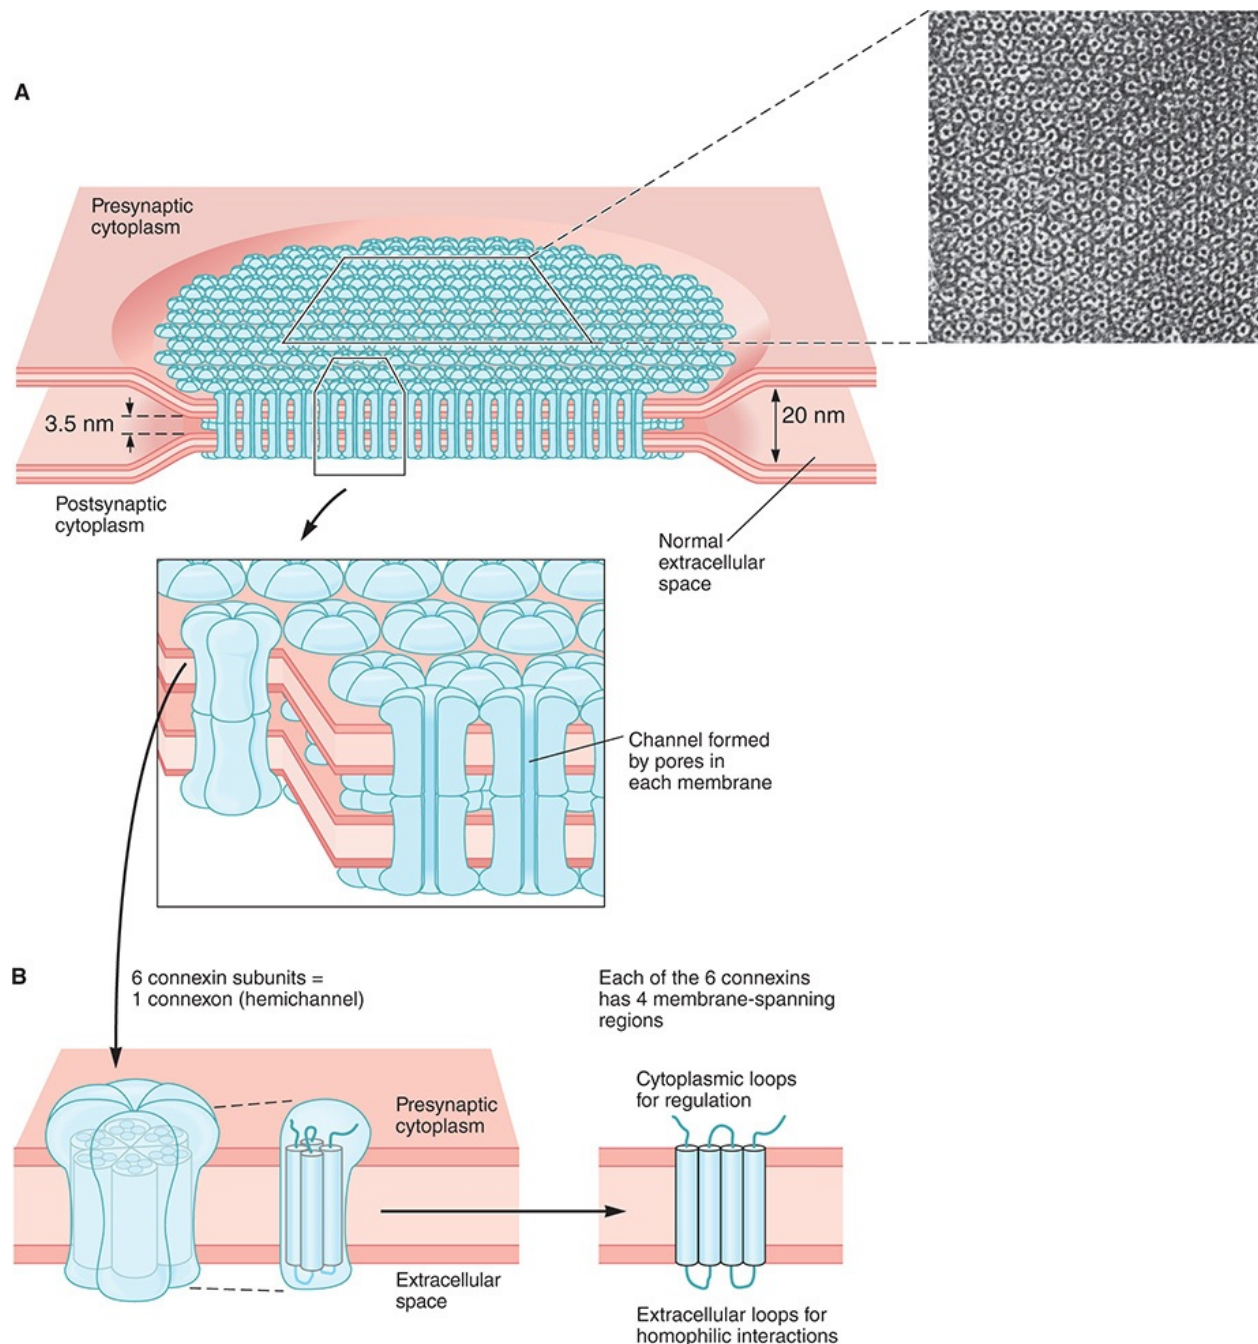 A
Presynaptic
cytoplasm
3.5 nm
20 nm
Postsynaptic
cytoplasm
Normal
extracellular
space
Channel formed
by pores in
each membrane
B
6 connexin subunits =
1 connexon (hemichannel)
Each of the 6 connexins
has 4 membrane-spanning
regions
Presynaptic
cytoplasm
Cytoplasmic loops
for regulation
Extracellular
space
Extracellular loops for
homophilic interactions